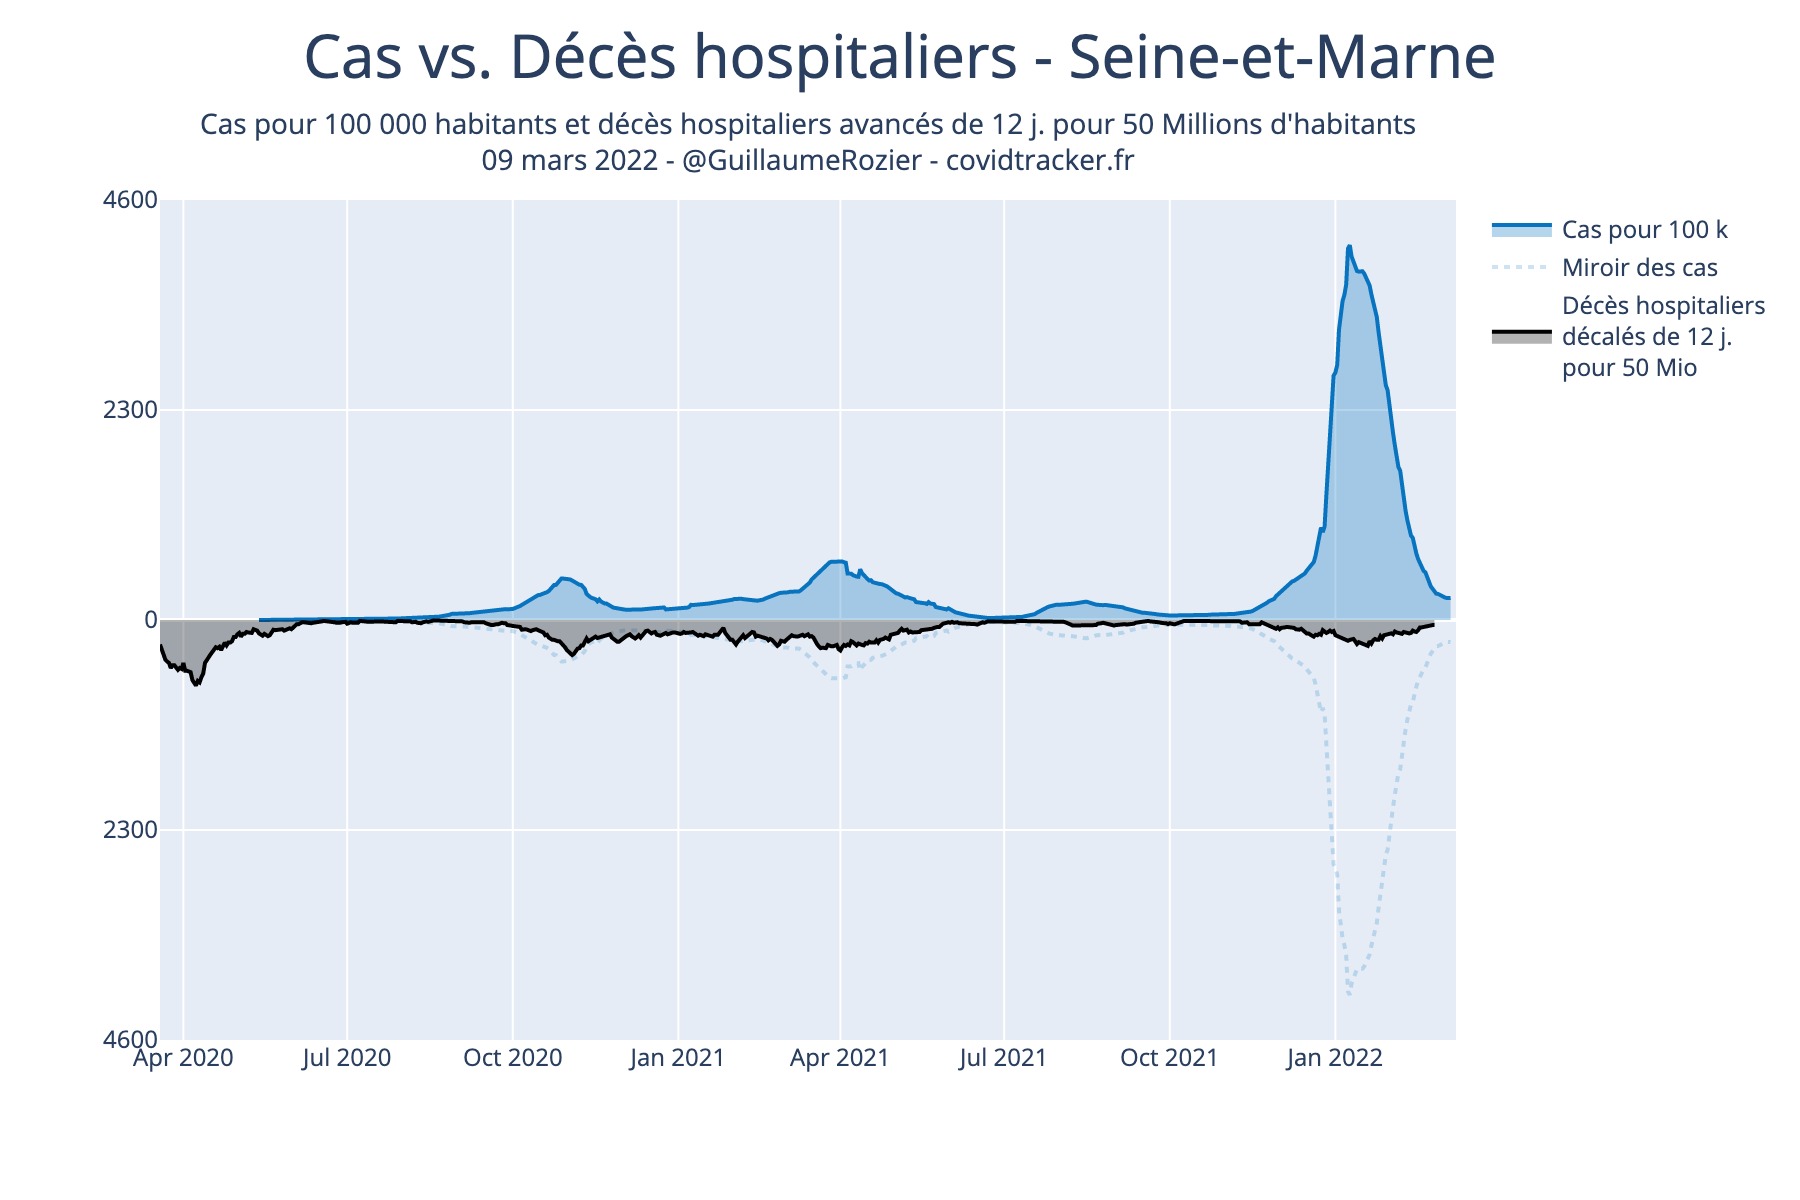 Cas vs. Décès hospitaliers - Seine-et-Marne
Cas pour 100 000 habitants et décès hospitaliers avancés de 12 j. pour 50 Millions d'habitants
09 mars 2022 - @GuillaumeRozier - covidtracker.fr
4600
2300
0
2300
4600
Apr 2020
Jul 2020
Oct 2020
Jan 2021
Apr 2021
Jul 2021
Oct 2021
Jan 2022
Cas pour 100 k
Miroir des cas
Décès hospitaliers
décalés de 12 j.
pour 50 Mio